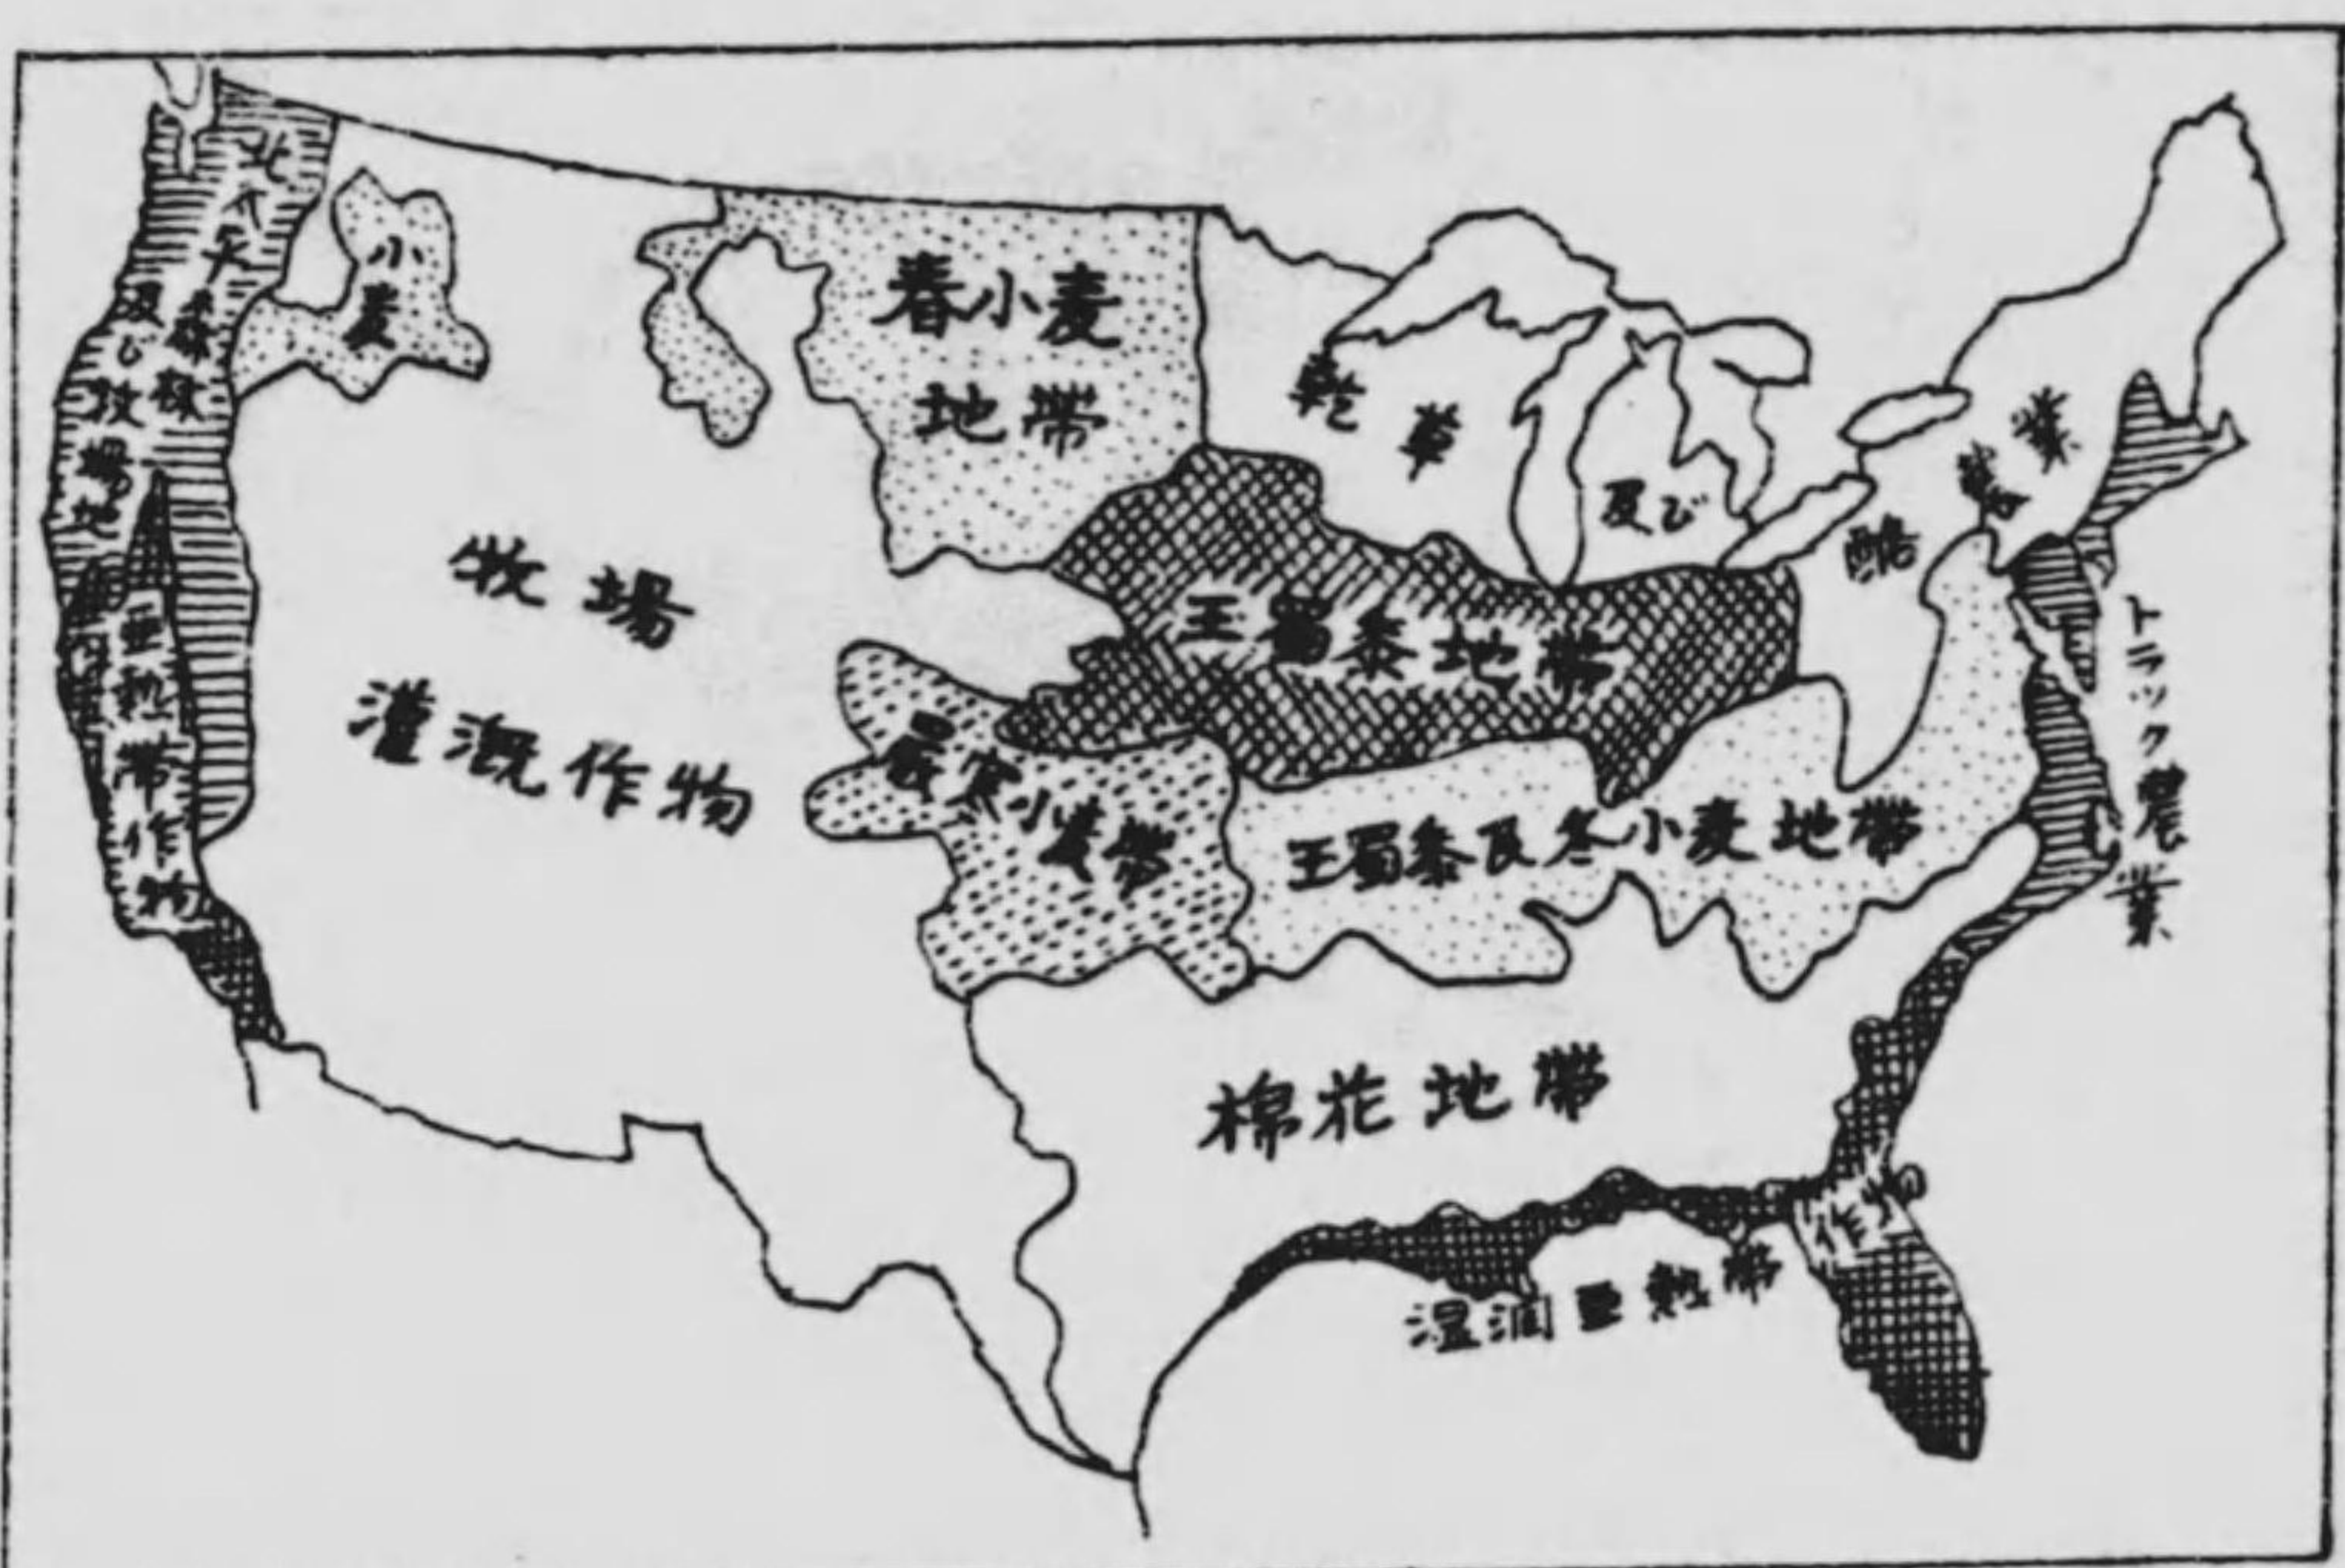 北太平洋森林
及び牧場地
小麦
春小麦
地帯
乾草
及び
酪農業
牧場
灌漑作物
亜熱帯作物
王蜀黍地帯
小麦帯
王蜀黍及冬小麦地帯
トラック農業
棉花地帯
湿潤亜熱帯
作物